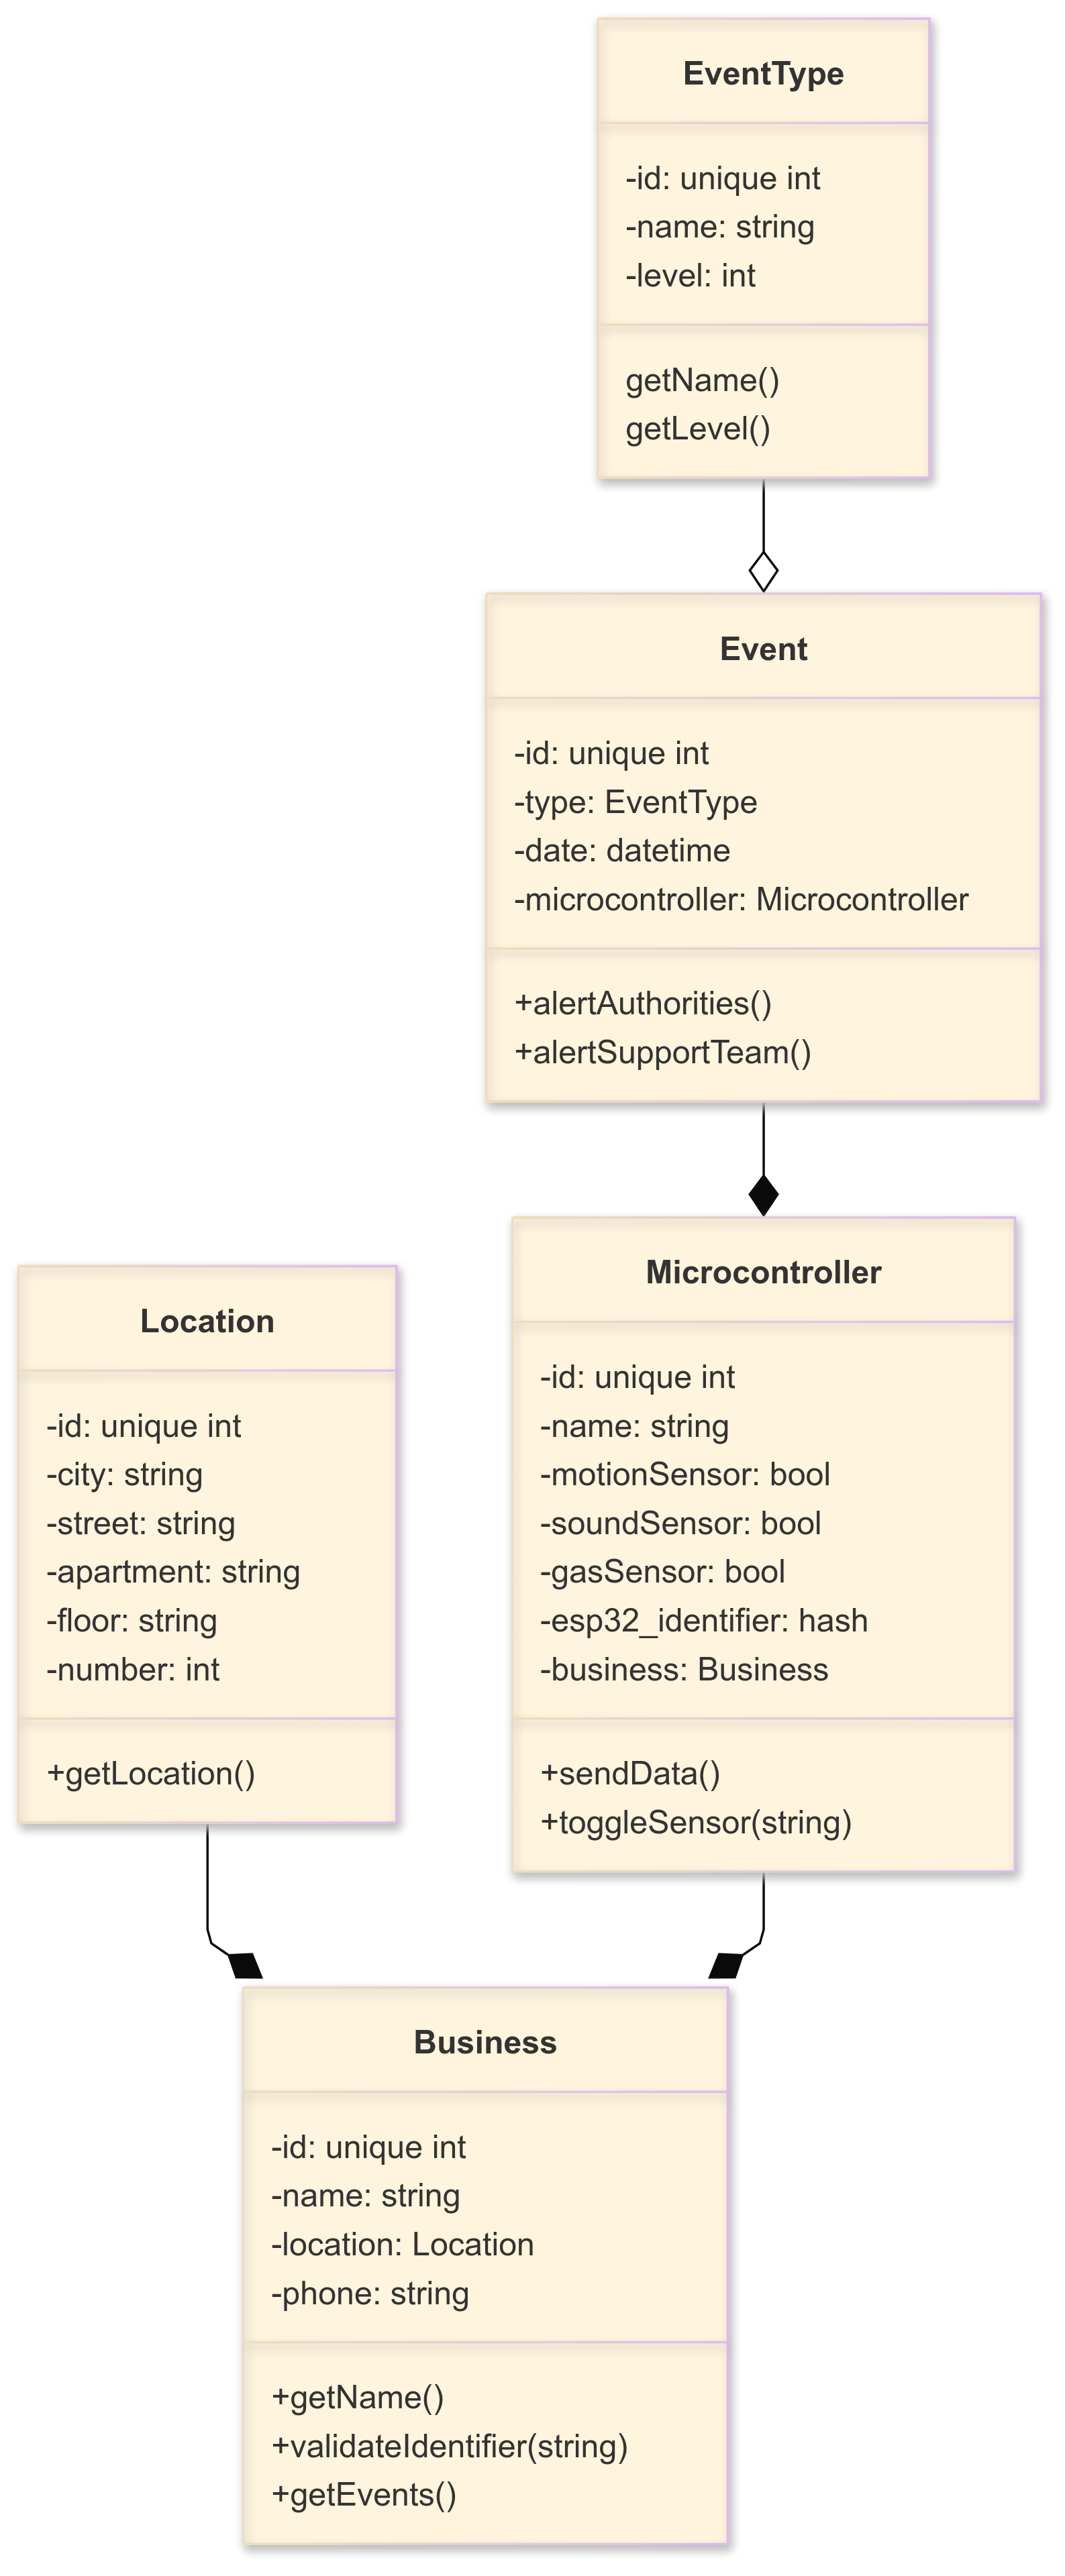 EventType
-id: unique int
-name: string
-level: int
getName()
getLevel()
Event
-id: unique int
-type: EventType
-date: datetime
-microcontroller: Microcontroller
+alertAuthorities()
+alertSupportTeam()
Microcontroller
-id: unique int
-name: string
-motionSensor: bool
-soundSensor: bool
-gasSensor: bool
-esp32_identifier: hash
-business: Business
+sendData()
+toggleSensor(string)
Location
-id: unique int
-city: string
-street: string
-apartment: string
-floor: string
-number: int
+getLocation()
Business
-id: unique int
-name: string
-location: Location
-phone: string
+getName()
+validateIdentifier(string)
+getEvents()